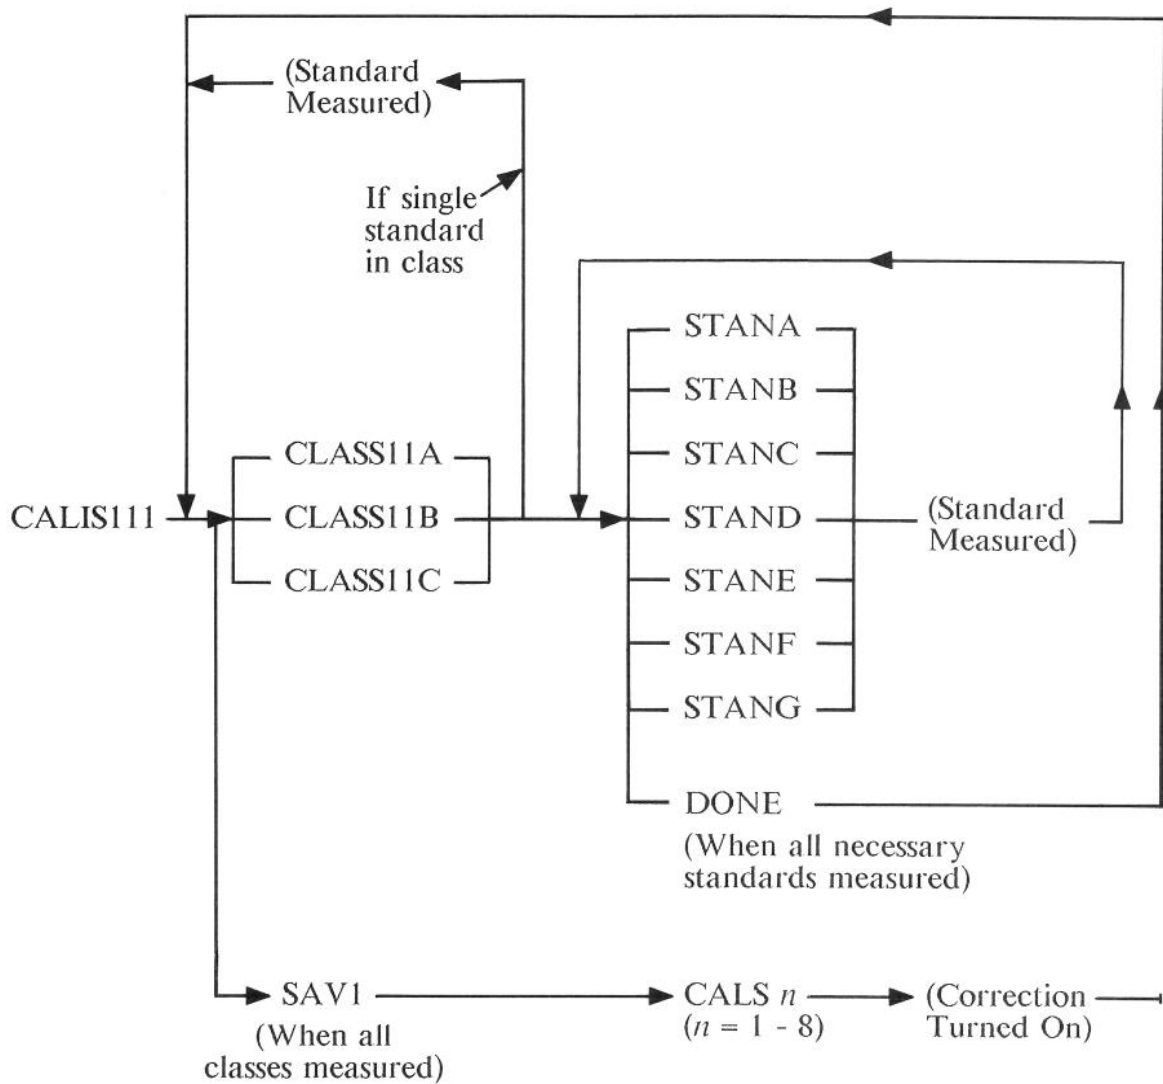 (Standard
Measured)
If single
standard
in class
STANA
STANB
STANC
CLASS11A
CALIS111
CLASS11B
STAND
(Standard
Measured)
CLASS11C
STANE
STANF
STANG
DONE
(When all necessary
standards measured)
SAV1
(When all
classes measured)
CALS n
(n = 1 - 8)
(Correction
Turned On)